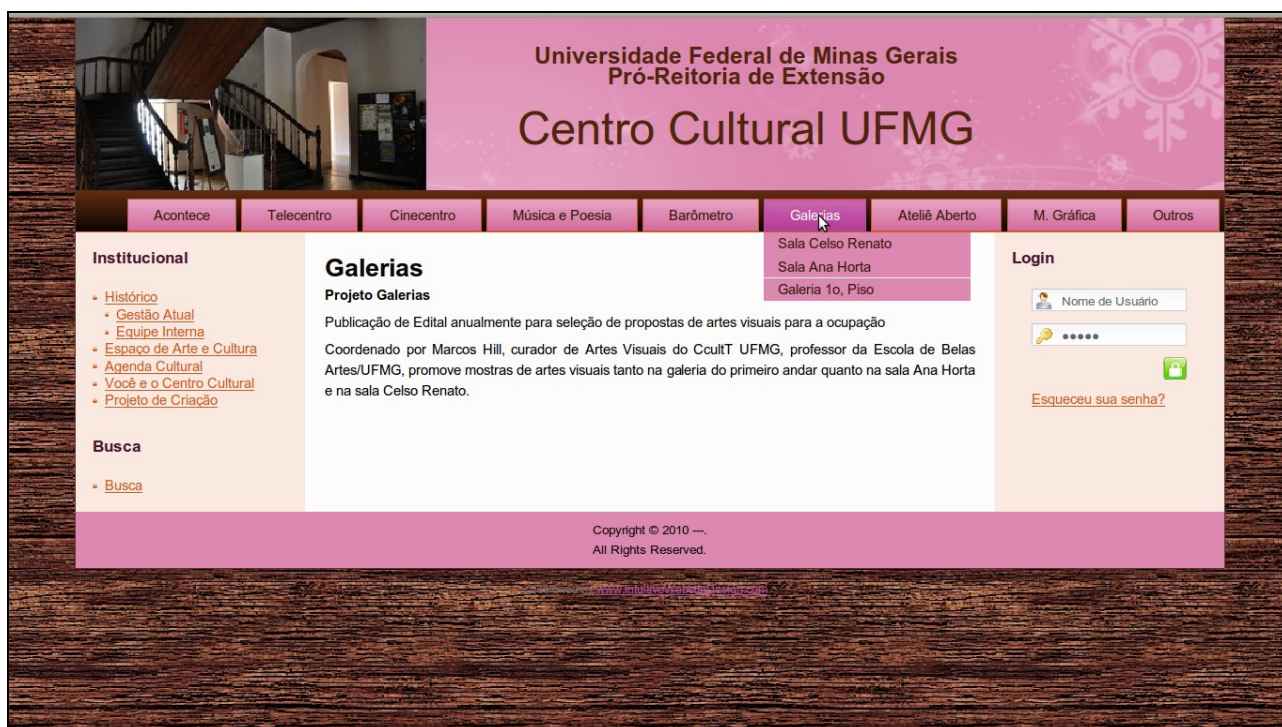 Universidade Federal de Minas Gerais
Pró-Reitoria de Extensão
Centro Cultural UFMG
Acontece
Telecentro
Cinecentro
Música e Poesia
Barômetro
Galerias
Ateliê Aberto
M. Gráfica
Outros
Sala Celso Renato
Sala Ana Horta
Galeria 1o, Piso
Institucional
Histórico
Gestão Atual
Equipe Interna
Espaço de Arte e Cultura
Agenda Cultural
Você e o Centro Cultural
Projeto de Criação
Busca
Busca
Galerias
Projeto Galerias
Publicação de Edital anualmente para seleção de propostas de artes visuais para a ocupação
Coordenado por Marcos Hill, curador de Artes Visuais do CcultT UFMG, professor da Escola de Belas
Artes/UFMG, promove mostras de artes visuais tanto na galeria do primeiro andar quanto na sala Ana Horta
e na sala Celso Renato.
Login
Nome de Usuário
Esqueceu sua senha?
Copyright © 2010 ---.
All Rights Reserved.
www.IntuitiveWebsiteDesign.com